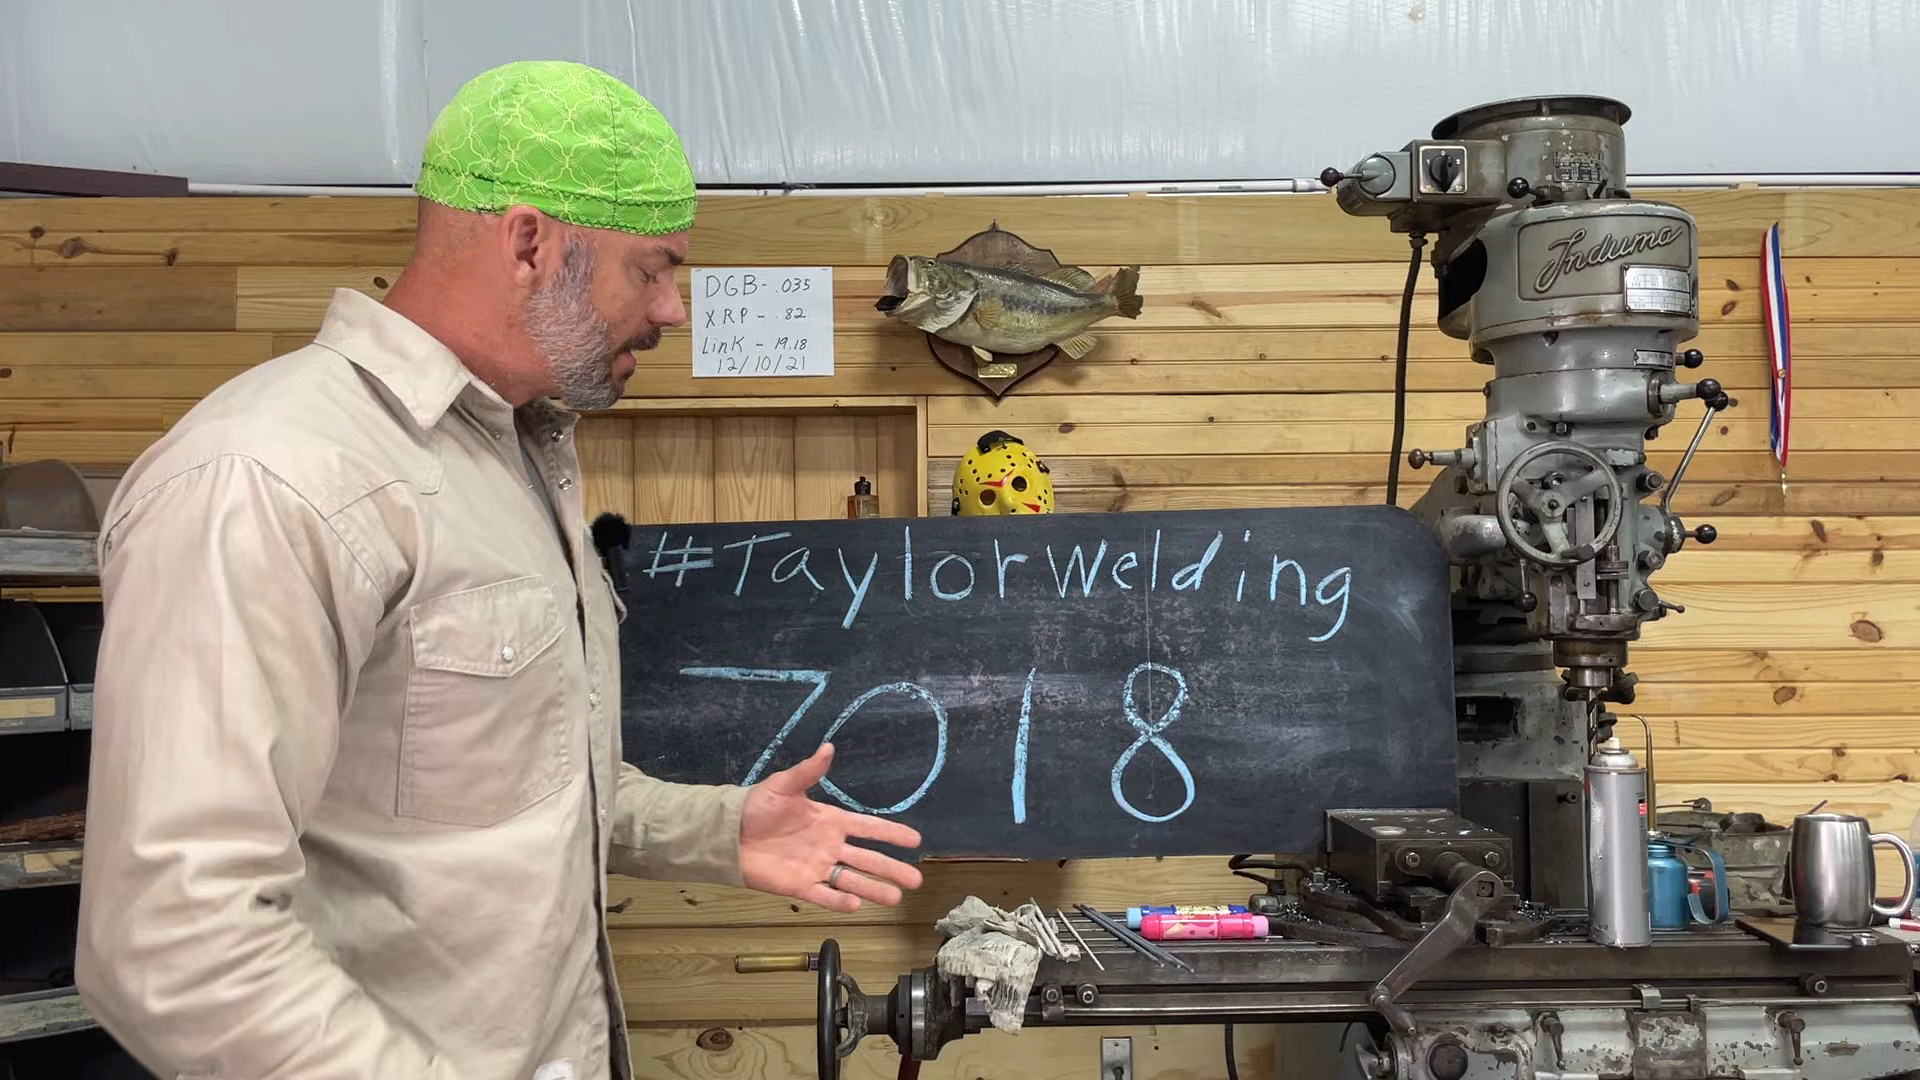 DGB- .035
XRP - .82
LinK - 19.18
12/10/21
Induma
#TaylorWelding
7018